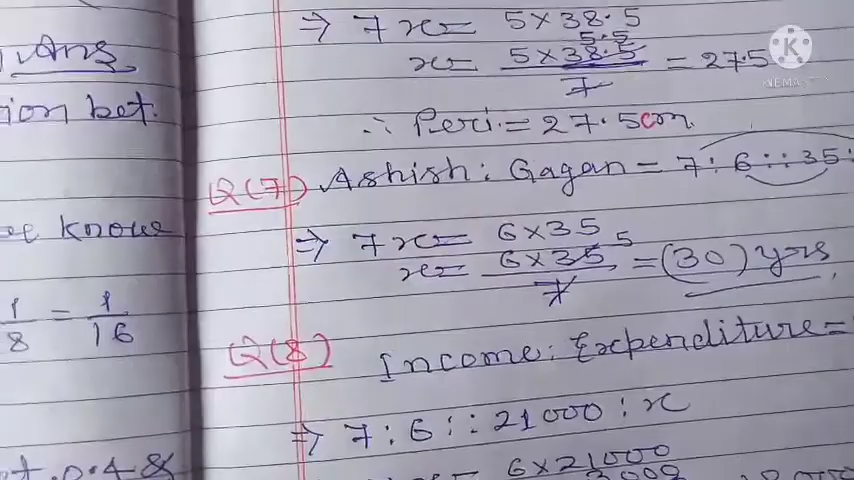 Ans
ion bet.
know
1/8 = 1/16
⇒ 7x = 5×38.5
x = 5×38.5 5.5 / 7 = 27.5
∴ Peri. = 27.5cm.
Q(7) Ashish : Gagan = 7 : 6 :: 35 :
⇒ 7x = 6×35
x = 6×35 5 / 7 = (30) yrs
Q(8)
Income : Expenditure =
⇒ 7 : 6 :: 21000 : x
6×21000
3000
K